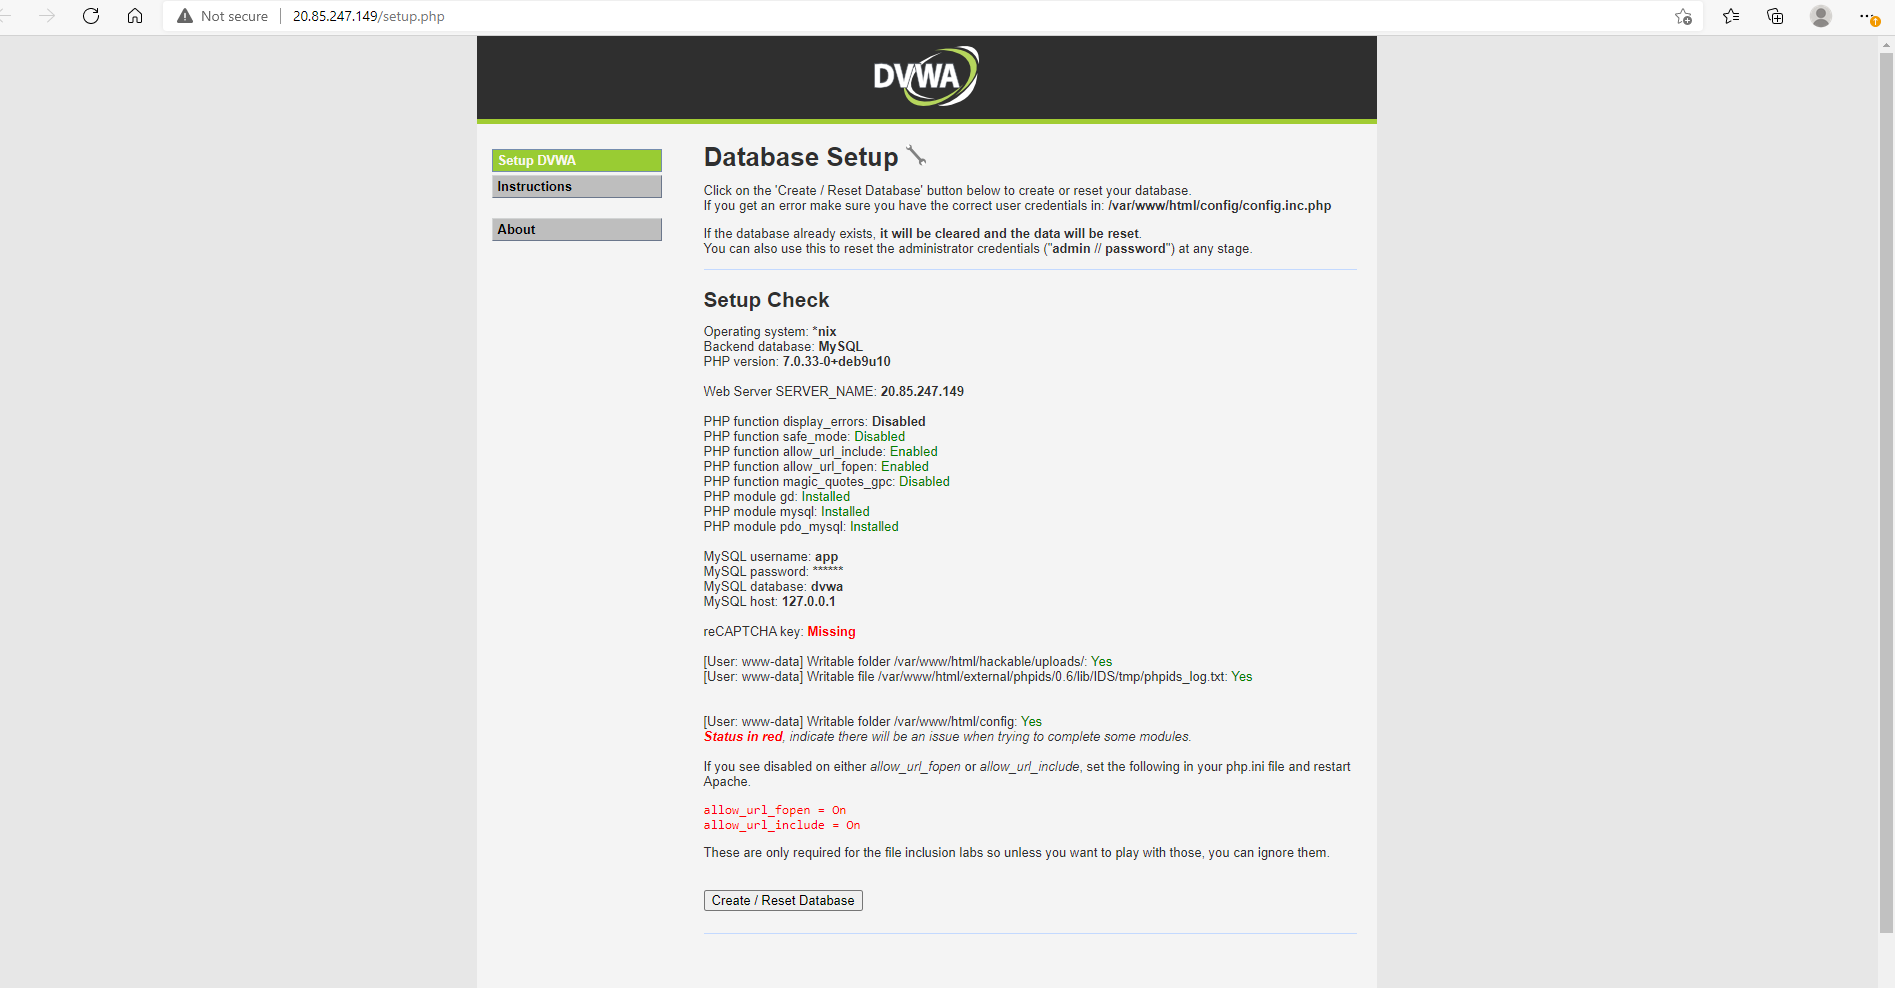 Not secure
20.85.247.149/setup.php
DVWA
Setup DVWA
Instructions
About
Database Setup
Click on the 'Create / Reset Database' button below to create or reset your database.
If you get an error make sure you have the correct user credentials in: /var/www/html/config/config.inc.php
If the database already exists, it will be cleared and the data will be reset.
You can also use this to reset the administrator credentials ("admin // password") at any stage.
Setup Check
Operating system: *nix
Backend database: MySQL
PHP version: 7.0.33-0+deb9u10
Web Server SERVER_NAME: 20.85.247.149
PHP function display_errors: Disabled
PHP function safe_mode: Disabled
PHP function allow_url_include: Enabled
PHP function allow_url_fopen: Enabled
PHP function magic_quotes_gpc: Disabled
PHP module gd: Installed
PHP module mysql: Installed
PHP module pdo_mysql: Installed
MySQL username: app
MySQL password: ******
MySQL database: dvwa
MySQL host: 127.0.0.1
reCAPTCHA key: Missing
[User: www-data] Writable folder /var/www/html/hackable/uploads/: Yes
[User: www-data] Writable file /var/www/html/external/phpids/0.6/lib/IDS/tmp/phpids_log.txt: Yes
[User: www-data] Writable folder /var/www/html/config: Yes
Status in red, indicate there will be an issue when trying to complete some modules.
If you see disabled on either allow_url_fopen or allow_url_include, set the following in your php.ini file and restart
Apache.
allow_url_fopen = On
allow_url_include = On
These are only required for the file inclusion labs so unless you want to play with those, you can ignore them.
Create / Reset Database